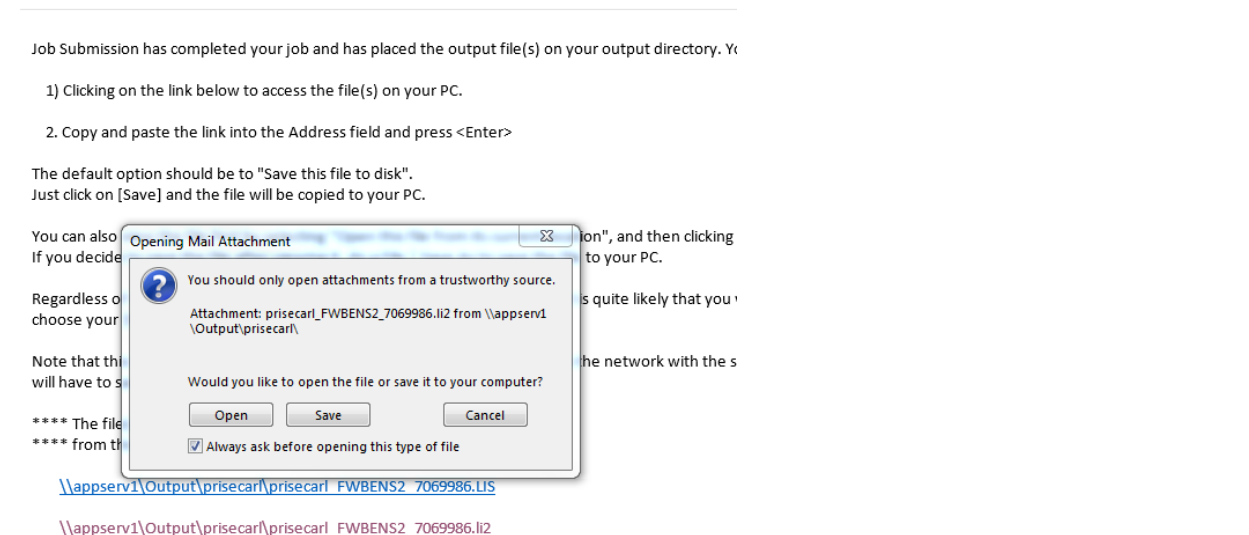 Job Submission has completed your job and has placed the output file(s) on your output directory. Yo
1) Clicking on the link below to access the file(s) on your PC.
2. Copy and paste the link into the Address field and press <Enter>
The default option should be to "Save this file to disk".
Just click on [Save] and the file will be copied to your PC.
You can also ion", and then clicking
If you decide to your PC.
Regardless o s quite likely that you
choose your
Note that thi he network with the s
will have to s
**** The file
**** from th
Opening Mail Attachment
You should only open attachments from a trustworthy source.
Attachment: prisecarl_FWBENS2_7069986.li2 from \\appserv1
\Output\prisecarl\
Would you like to open the file or save it to your computer?
Open Save Cancel
Always ask before opening this type of file
\\appserv1\Output\prisecarl\prisecarl_FWBENS2_7069986.LIS
\\appserv1\Output\prisecarl\prisecarl_FWBENS2_7069986.li2